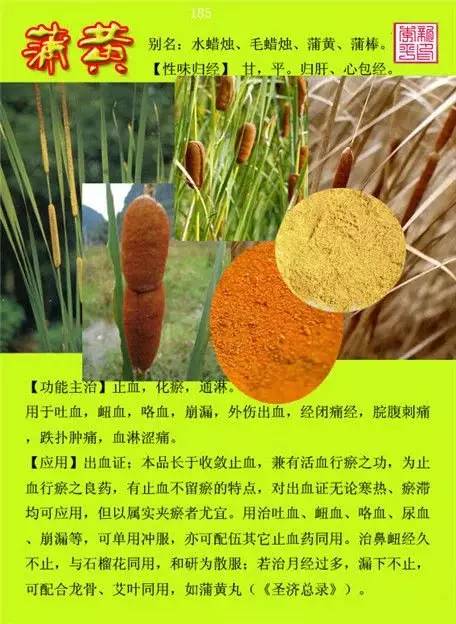 185
蒲黄
别名：水蜡烛、毛蜡烛、蒲黄、蒲棒。
【性味归经】 甘，平。归肝、心包经。
【功能主治】止血，化瘀，通淋。
用于吐血，衄血，咯血，崩漏，外伤出血，经闭痛经，脘腹刺痛
，跌扑肿痛，血淋涩痛。
【应用】出血证；本品长于收敛止血，兼有活血行瘀之功，为止
血行瘀之良药，有止血不留瘀的特点，对出血证无论寒热、瘀滞
均可应用，但以属实夹瘀者尤宜。用治吐血、衄血、咯血、尿血
、崩漏等，可单用冲服，亦可配伍其它止血药同用。治鼻衄经久
不止，与石榴花同用，和研为散服；若治月经过多，漏下不止，
可配合龙骨、艾叶同用，如蒲黄丸（《圣济总录》）。